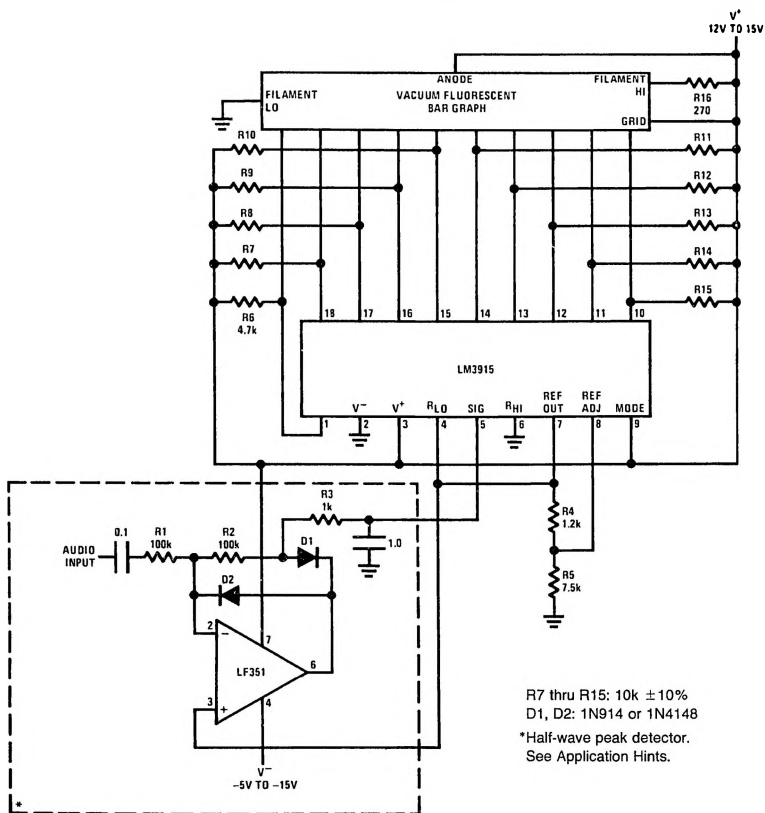 V+
12V TO 15V
ANODE
FILAMENT LO
VACUUM FLUORESCENT BAR GRAPH
FILAMENT HI
GRID
R16
270
R10
R11
R9
R12
R8
R13
R7
R14
R6
4.7k
R15
18 17 16 15 14 13 12 11 10
LM3915
V− V+ RLO SIG RHI REF OUT REF ADJ MODE
1 2 3 4 5 6 7 8 9
R3
1k
R4
1.2k
0.1
R1
100k
R2
100k
D1
1.0
AUDIO INPUT
D2
R5
7.5k
2 −
7
LF351
6
3 +
4
V−
−5V TO −15V
*
R7 thru R15: 10k ±10%
D1, D2: 1N914 or 1N4148
*Half-wave peak detector.
See Application Hints.